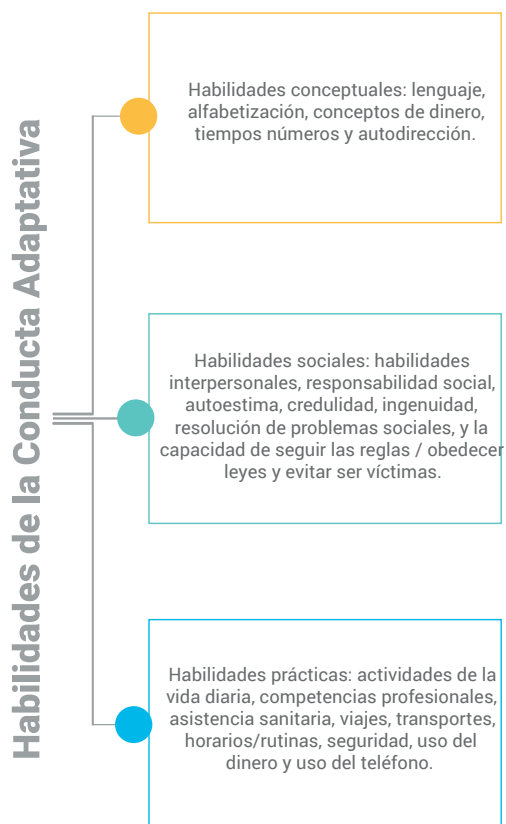 Habilidades de la Conducta Adaptativa
Habilidades conceptuales: lenguaje,
alfabetización, conceptos de dinero,
tiempos números y autodirección.
Habilidades sociales: habilidades
interpersonales, responsabilidad social,
autoestima, credulidad, ingenuidad,
resolución de problemas sociales, y la
capacidad de seguir las reglas / obedecer
leyes y evitar ser víctimas.
Habilidades prácticas: actividades de la
vida diaria, competencias profesionales,
asistencia sanitaria, viajes, transportes,
horarios/rutinas, seguridad, uso del
dinero y uso del teléfono.